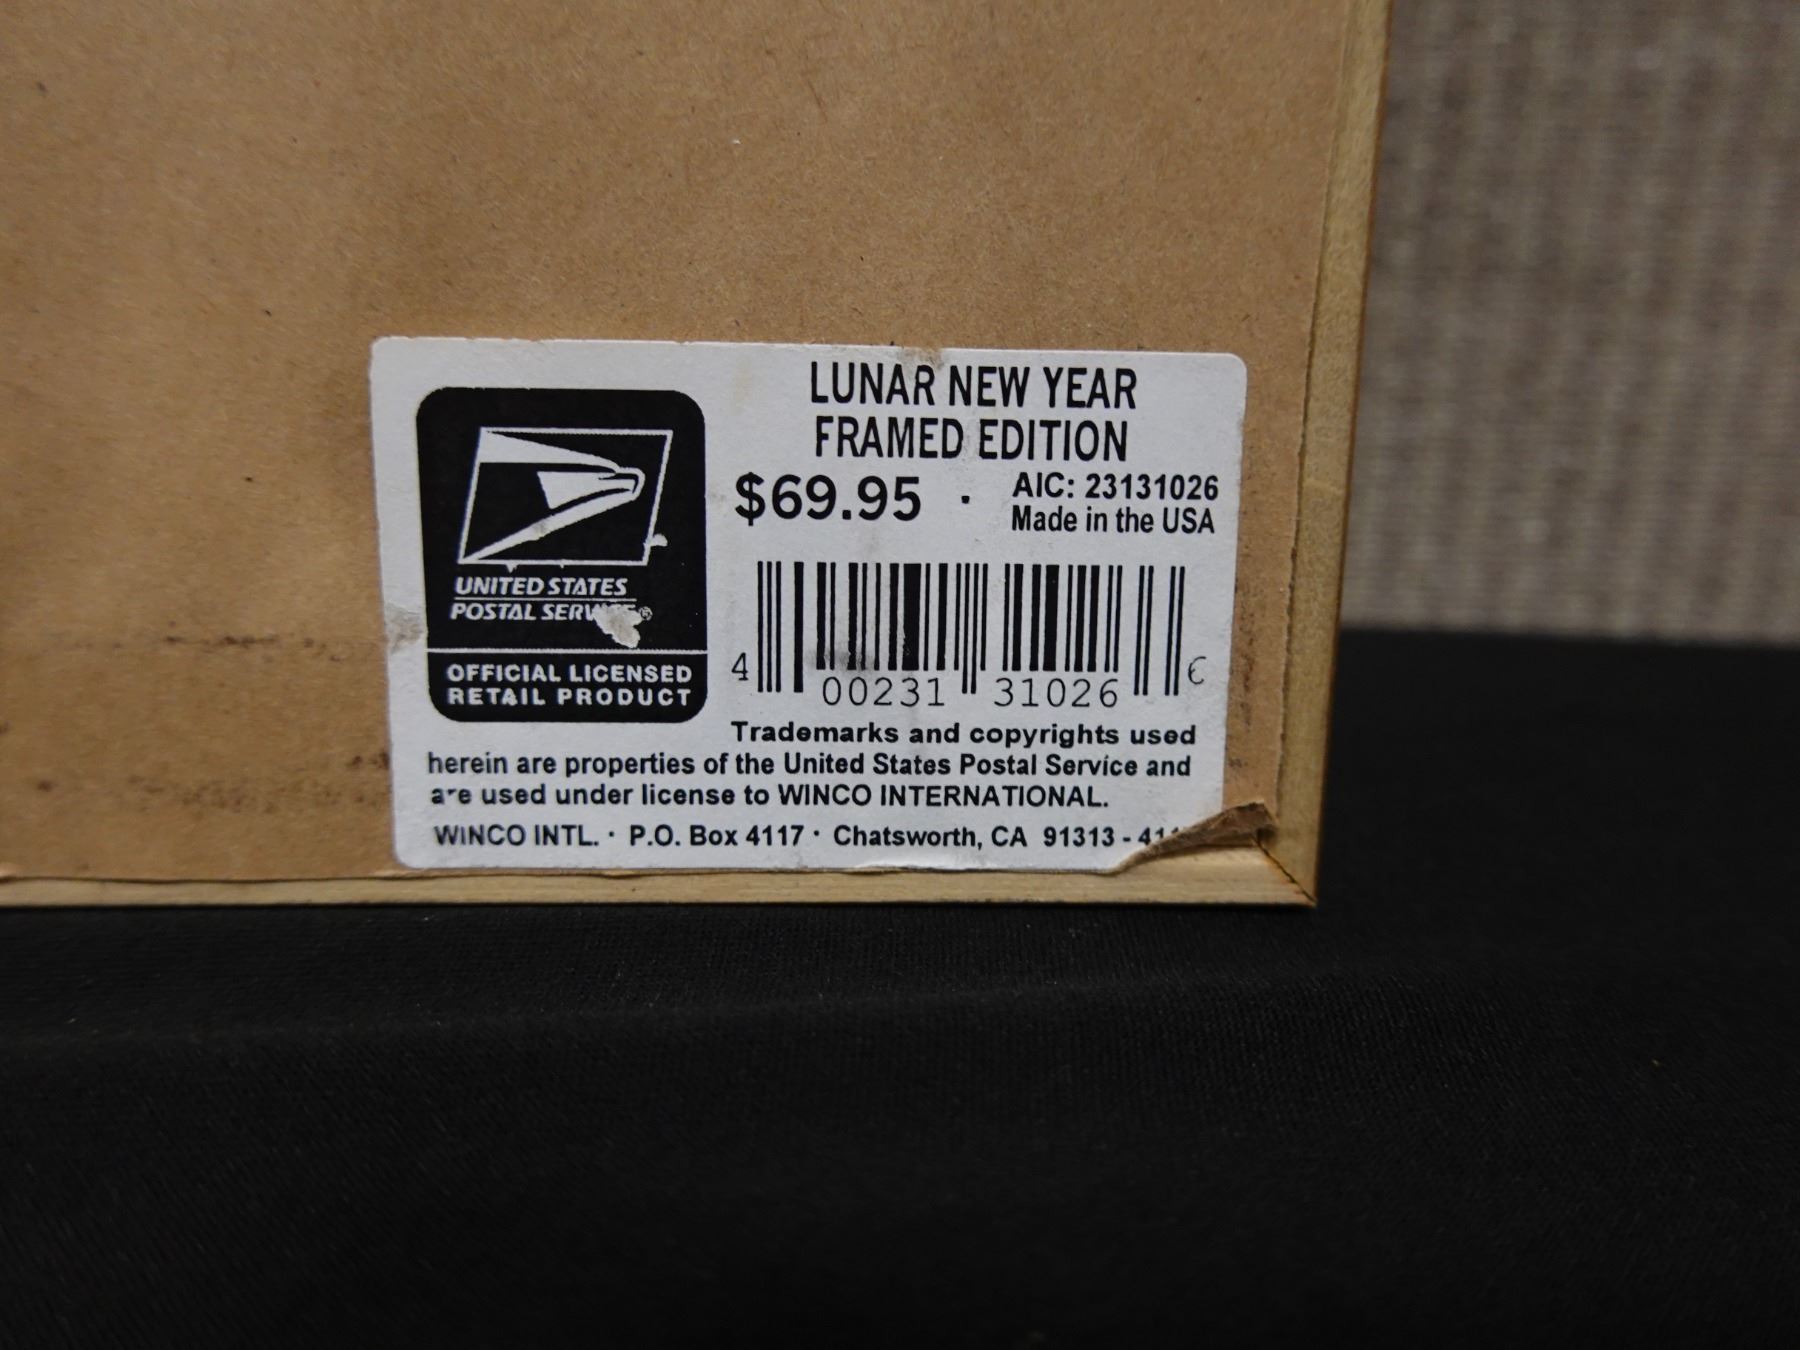 LUNAR NEW YEAR
FRAMED EDITION
$69.95 · AIC: 23131026
Made in the USA
UNITED STATES
POSTAL SERVICE®
OFFICIAL LICENSED
RETAIL PRODUCT
4 00231 31026
Trademarks and copyrights used
herein are properties of the United States Postal Service and
are used under license to WINCO INTERNATIONAL.
WINCO INTL. · P.O. Box 4117 · Chatsworth, CA 91313 -